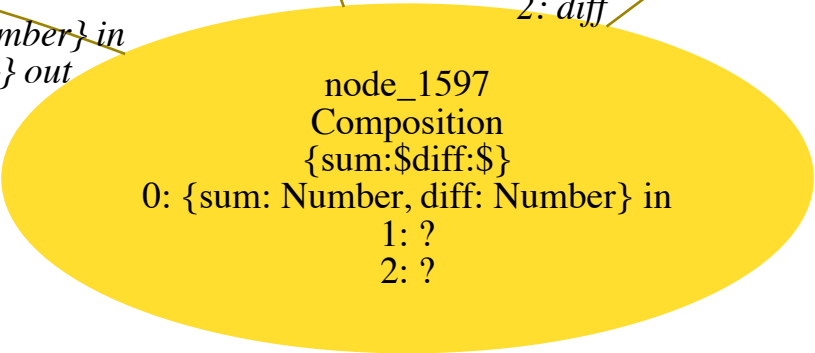 2: diff
mber} in
} out
node_1597
Composition
{sum:$diff:$}
0: {sum: Number, diff: Number} in
1: ?
2: ?